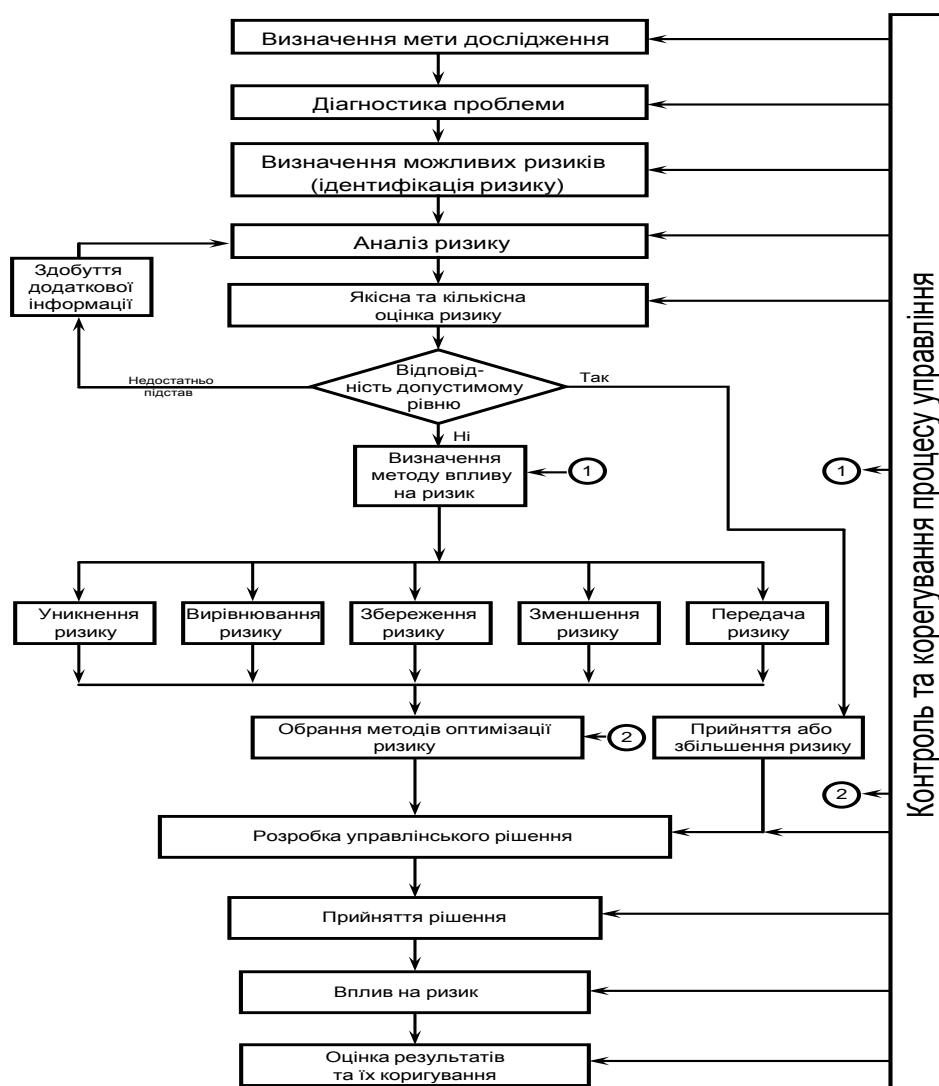 Визначення мети дослідження
Діагностика проблеми
Визначення можливих ризиків
(ідентифікація ризику)
Аналіз ризику
Здобуття
додаткової
інформації
Якісна та кількісна
оцінка ризику
Відповід-
ність допустимому
рівню
Недостатньо
підстав
Так
Ні
Визначення
методу впливу
на ризик
1
1
Уникнення
ризику
Вирівнювання
ризику
Збереження
ризику
Зменшення
ризику
Передача
ризику
Обрання методів оптимізації
ризику
2
Прийняття або
збільшення ризику
2
Розробка управлінського рішення
Прийняття рішення
Вплив на ризик
Оцінка результатів
та їх коригування
Контроль та корегування процесу управління